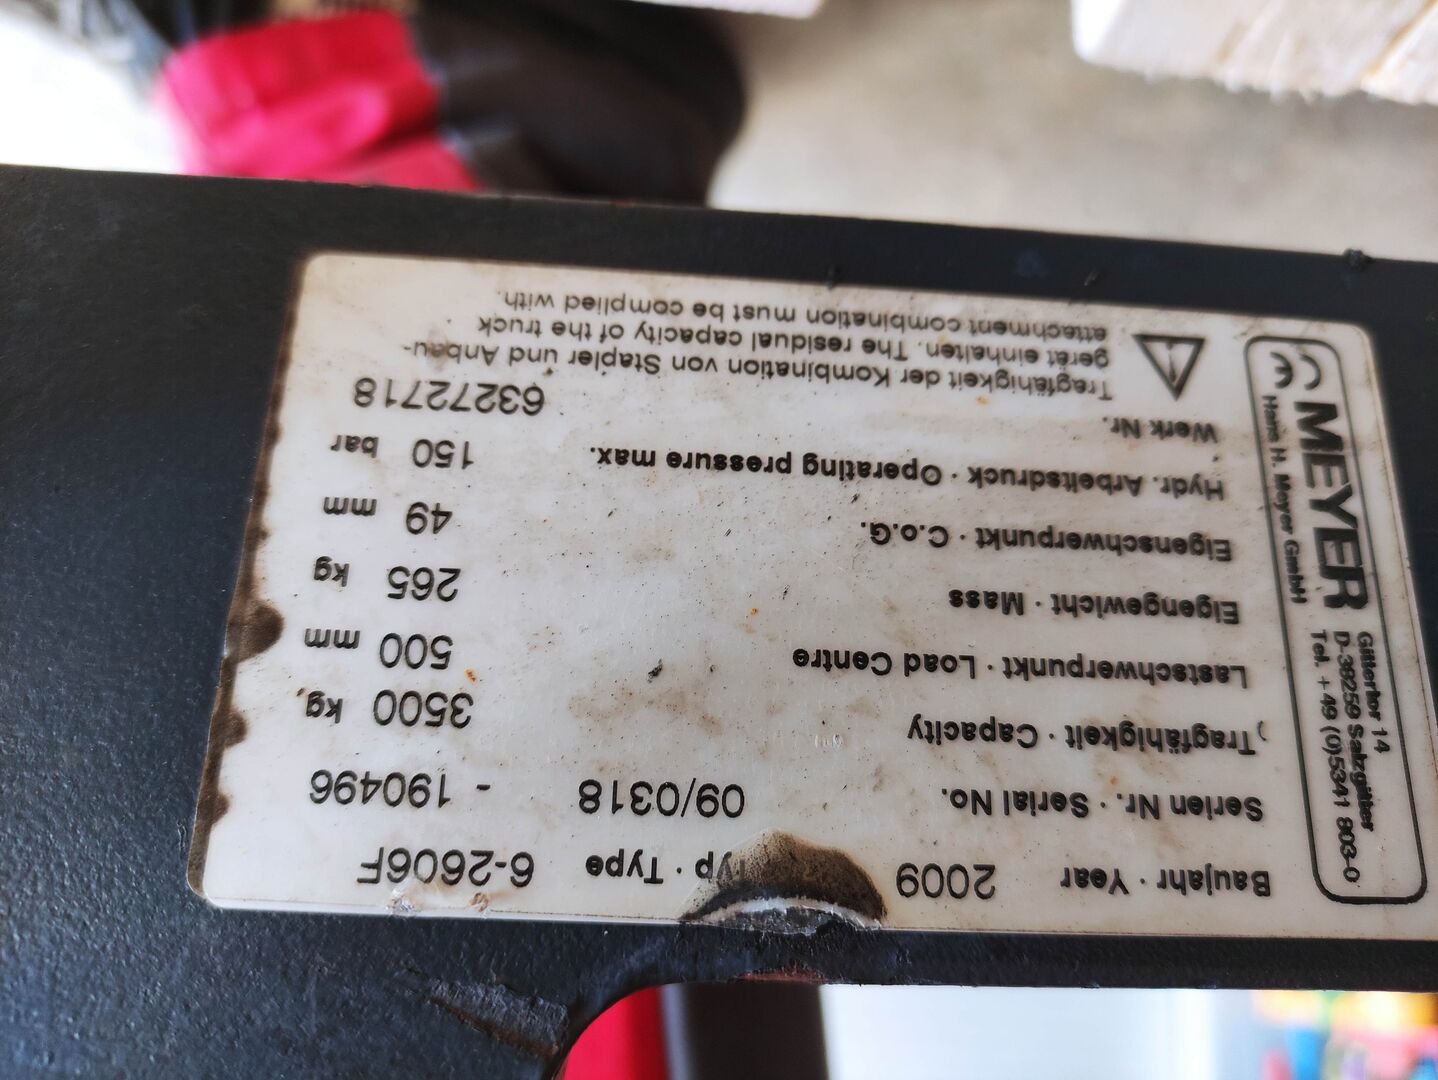 MEYER
Hans H. Meyer GmbH
CE
Gittertor 14
D-38259 Salzgitter
Tel. +49 (0)5341 803-0
Baujahr · Year 2009 Typ · Type 6-2606F
Serien Nr. · Serial No. 09/0318 - 190496
Tragfähigkeit · Capacity 3500 kg
Lastschwerpunkt · Load Centre 500 mm
Eigengewicht · Mass 265 kg
Eigenschwerpunkt · C.o.G. 49 mm
Hydr. Arbeitsdruck · Operating pressure max. 150 bar
Werk Nr. 63272718
Tragfähigkeit der Kombination von Stapler und Anbau-
gerät einhalten. The residual capacity of the truck
attachment combination must be complied with.